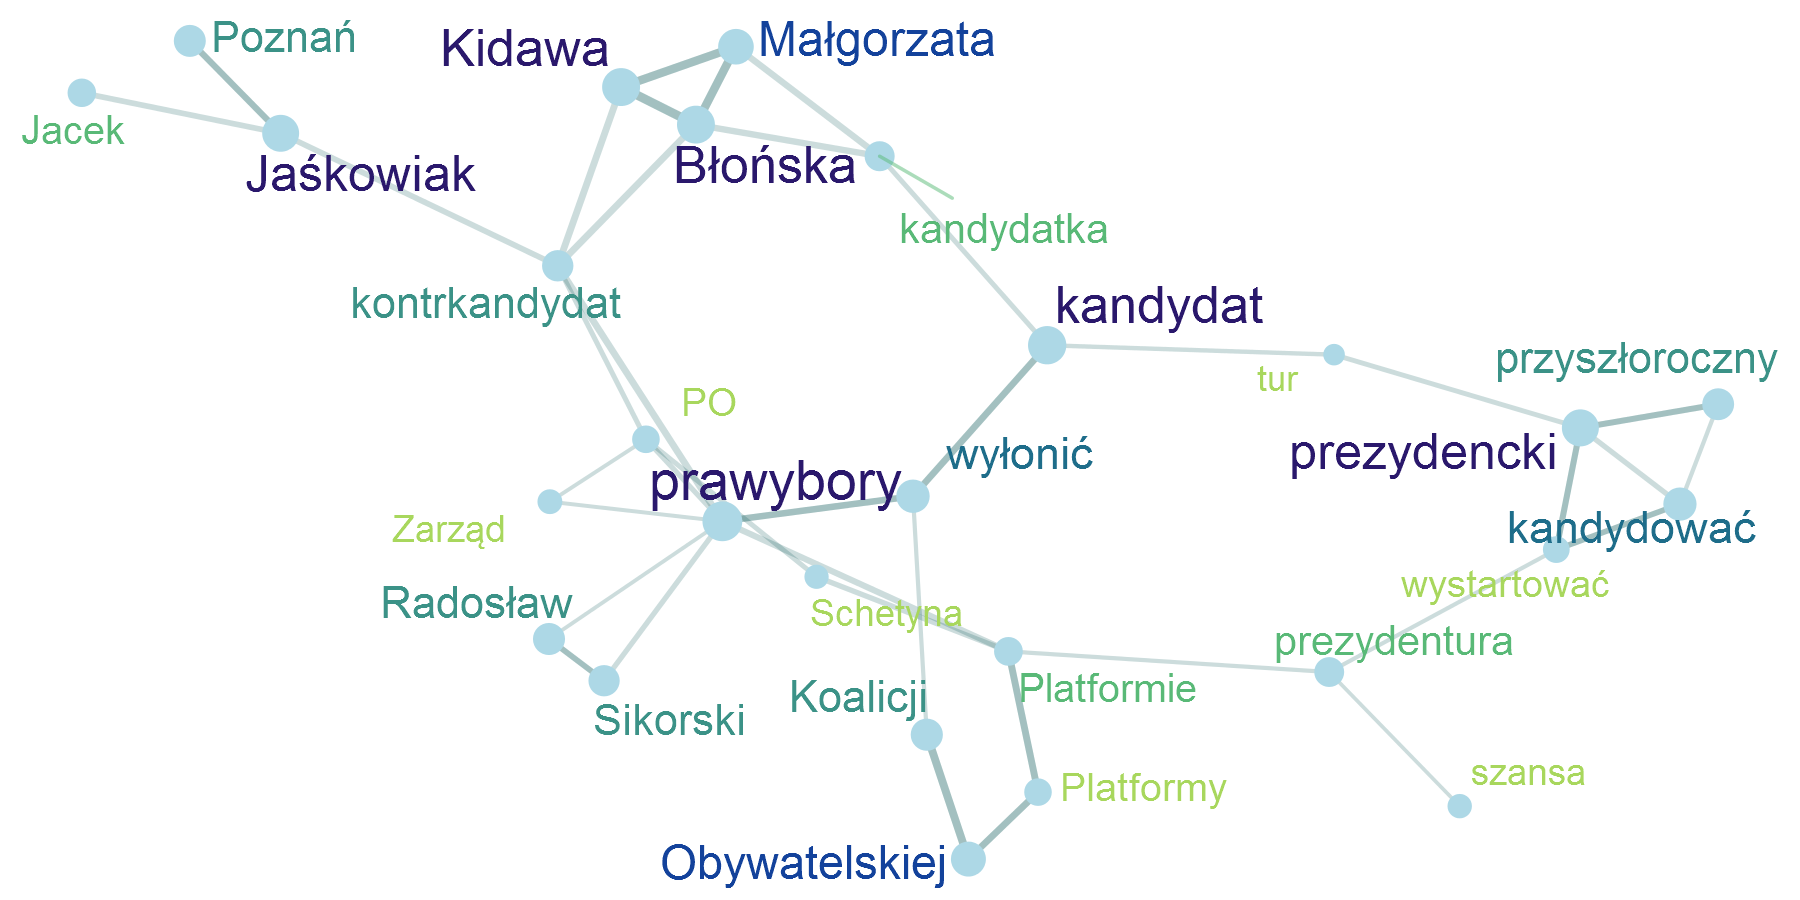 Poznań
Kidawa
Małgorzata
Jacek
Jaśkowiak
Błońska
kandydatka
kontrkandydat
kandydat
przyszłoroczny
tur
PO
prezydencki
wyłonić
prawybory
Zarząd
kandydować
wystartować
Radosław
Schetyna
prezydentura
Koalicji
Platformie
Sikorski
szansa
Platformy
Obywatelskiej